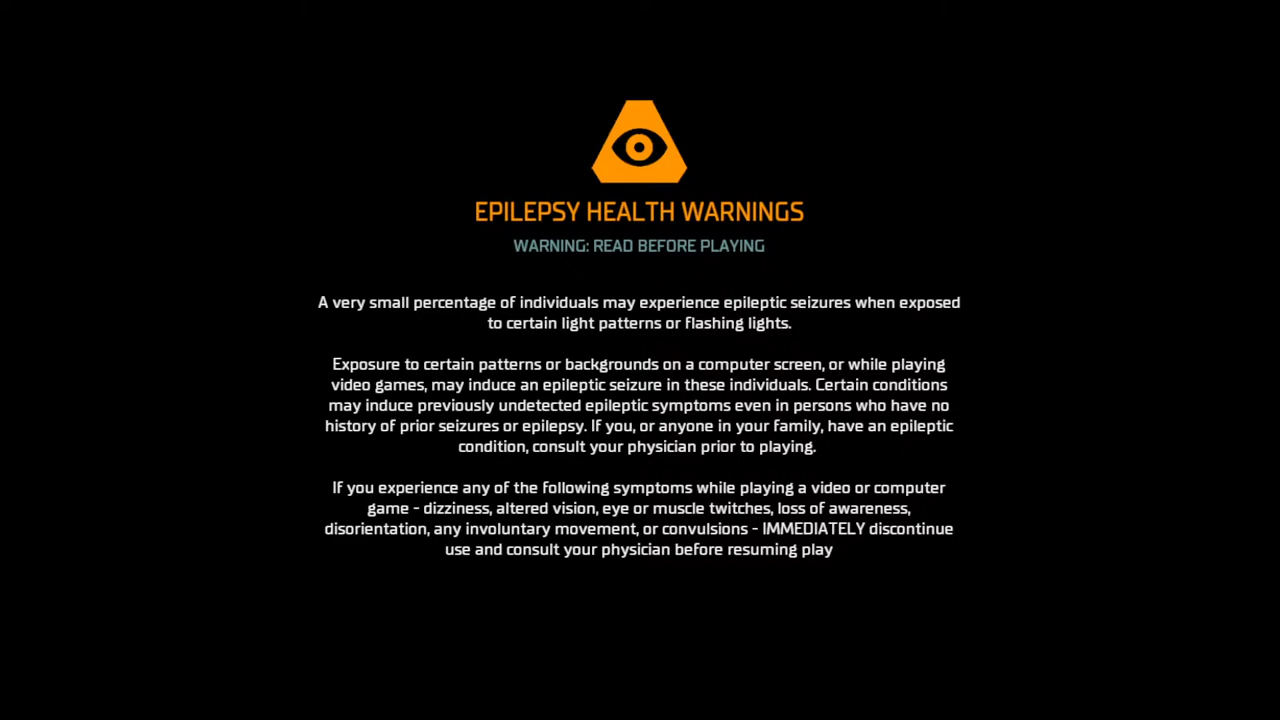 EPILEPSY HEALTH WARNINGS
WARNING: READ BEFORE PLAYING
A very small percentage of individuals may experience epileptic seizures when exposed
to certain light patterns or flashing lights.
Exposure to certain patterns or backgrounds on a computer screen, or while playing
video games, may induce an epileptic seizure in these individuals. Certain conditions
may induce previously undetected epileptic symptoms even in persons who have no
history of prior seizures or epilepsy. If you, or anyone in your family, have an epileptic
condition, consult your physician prior to playing.
If you experience any of the following symptoms while playing a video or computer
game - dizziness, altered vision, eye or muscle twitches, loss of awareness,
disorientation, any involuntary movement, or convulsions - IMMEDIATELY discontinue
use and consult your physician before resuming play